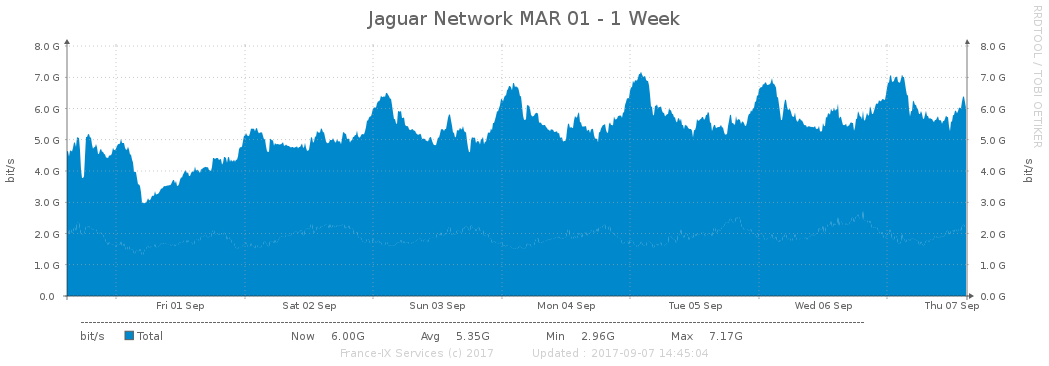 Jaguar Network MAR 01 - 1 Week
RRDTOOL / TOBI OETIKER
8.0 G 8.0 G
7.0 G 7.0 G
6.0 G 6.0 G
5.0 G 5.0 G
4.0 G 4.0 G
3.0 G 3.0 G
2.0 G 2.0 G
1.0 G 1.0 G
0.0 0.0 G
bit/s bit/s
Fri 01 Sep Sat 02 Sep Sun 03 Sep Mon 04 Sep Tue 05 Sep Wed 06 Sep Thu 07 Sep
bit/s Total Now 6.00G Avg 5.35G Min 2.96G Max 7.17G
France-IX Services (c) 2017 Updated : 2017-09-07 14:45:04